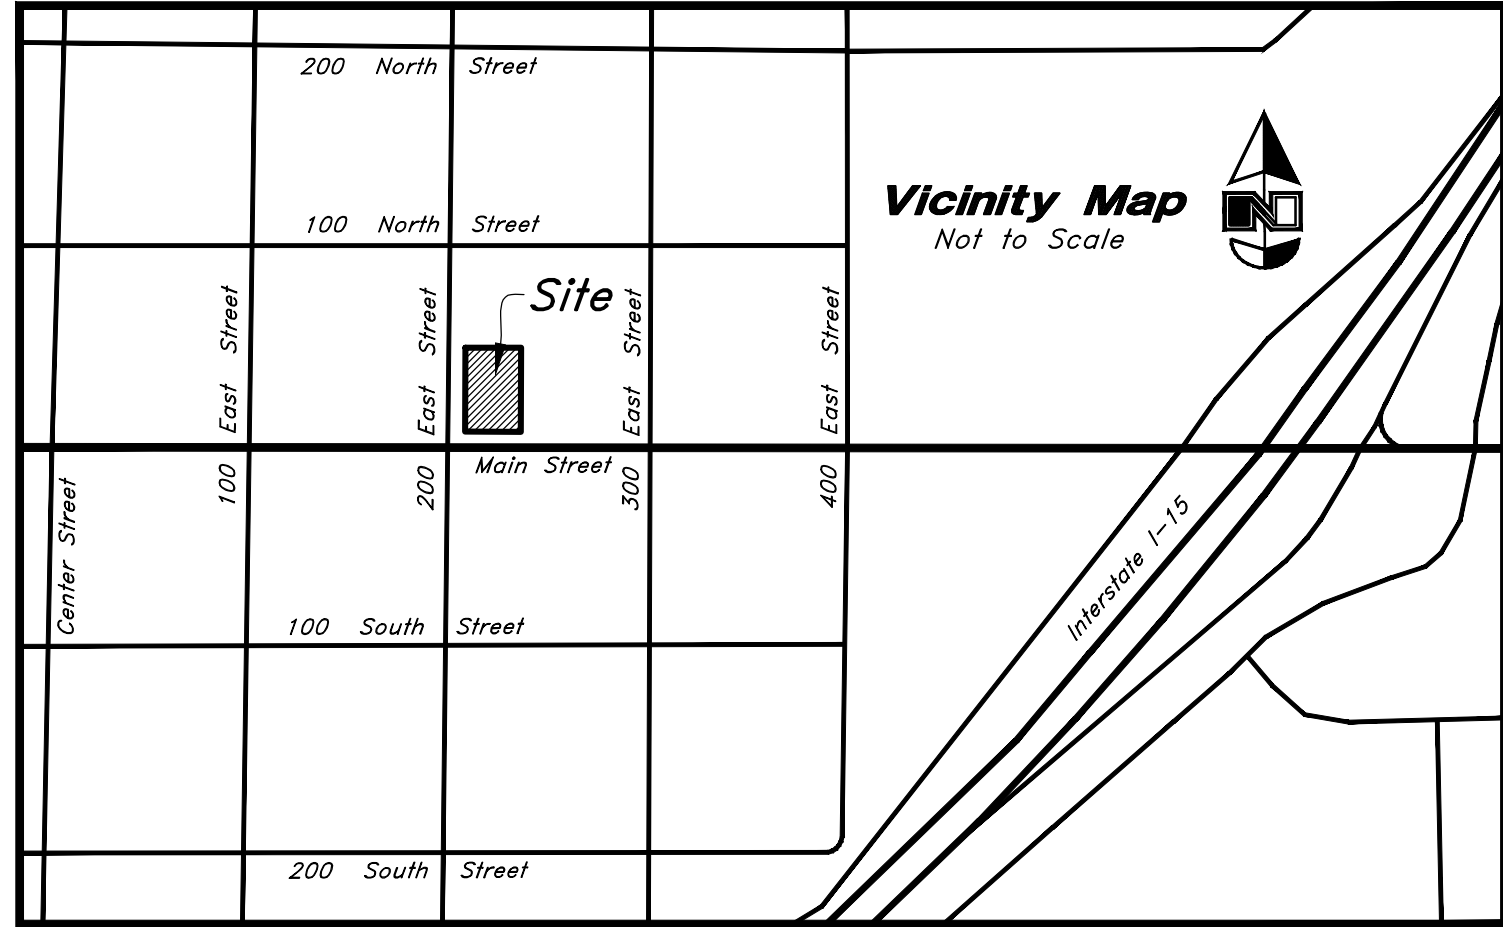 200 North Street
Vicinity Map
N
Not to Scale
100 North Street
Site
100 East Street
200 East Street
300 East Street
400 East Street
Main Street
Center Street
Interstate I-15
100 South Street
200 South Street